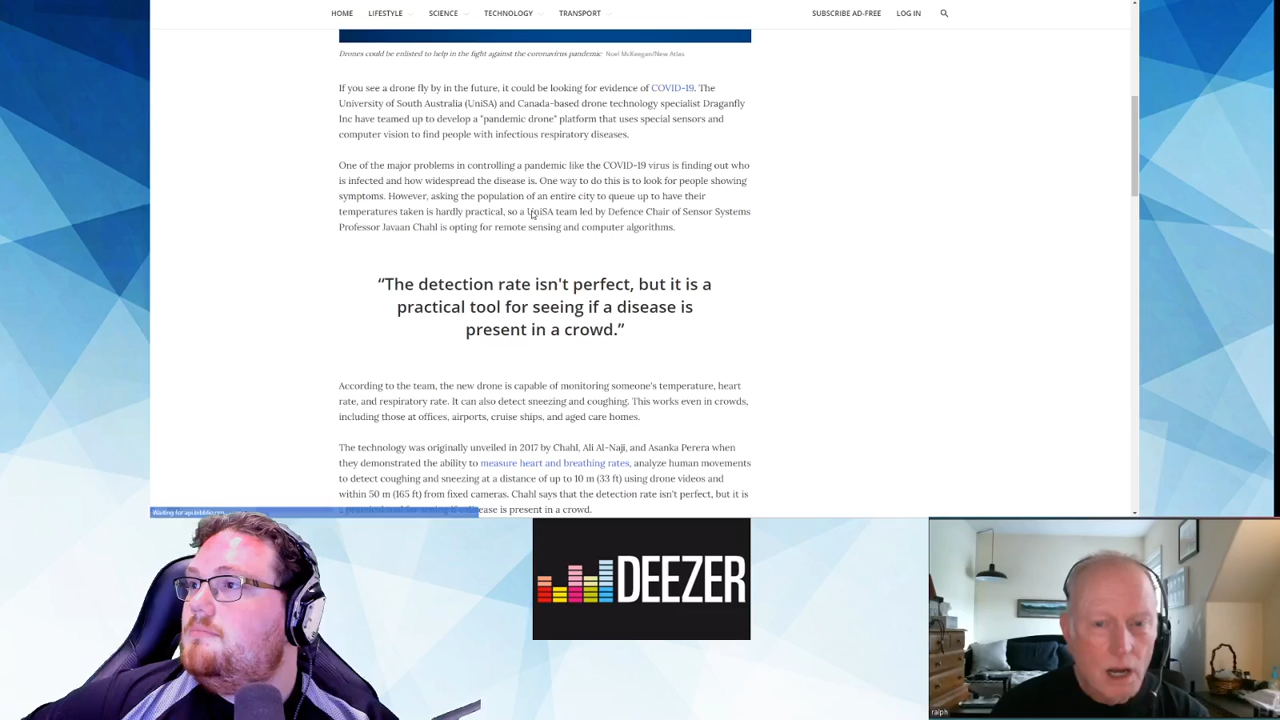 HOME LIFESTYLE SCIENCE TECHNOLOGY TRANSPORT SUBSCRIBE AD-FREE LOG IN
Drones could be enlisted to help in the fight against the coronavirus pandemic Noel McKeegan/New Atlas
If you see a drone fly by in the future, it could be looking for evidence of COVID-19. The
University of South Australia (UniSA) and Canada-based drone technology specialist Draganfly
Inc have teamed up to develop a "pandemic drone" platform that uses special sensors and
computer vision to find people with infectious respiratory diseases.
One of the major problems in controlling a pandemic like the COVID-19 virus is finding out who
is infected and how widespread the disease is. One way to do this is to look for people showing
symptoms. However, asking the population of an entire city to queue up to have their
temperatures taken is hardly practical, so a UniSA team led by Defence Chair of Sensor Systems
Professor Javaan Chahl is opting for remote sensing and computer algorithms.
“The detection rate isn't perfect, but it is a
practical tool for seeing if a disease is
present in a crowd.”
According to the team, the new drone is capable of monitoring someone's temperature, heart
rate, and respiratory rate. It can also detect sneezing and coughing. This works even in crowds,
including those at offices, airports, cruise ships, and aged care homes.
The technology was originally unveiled in 2017 by Chahl, Ali Al-Naji, and Asanka Perera when
they demonstrated the ability to measure heart and breathing rates, analyze human movements
to detect coughing and sneezing at a distance of up to 10 m (33 ft) using drone videos and
within 50 m (165 ft) from fixed cameras. Chahl says that the detection rate isn't perfect, but it is
a practical tool for seeing if a disease is present in a crowd.
DEEZER
ralph